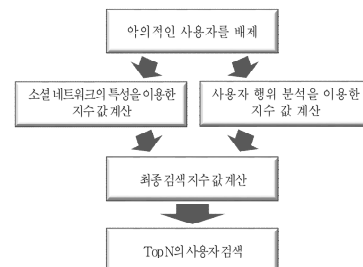 악의적인 사용자를 배제
소셜 네트워크의 특성을 이용한
지수 값 계산
사용자 행위 분석을 이용한
지수 값 계산
최종 검색 지수 값 계산
Top N의 사용자 검색